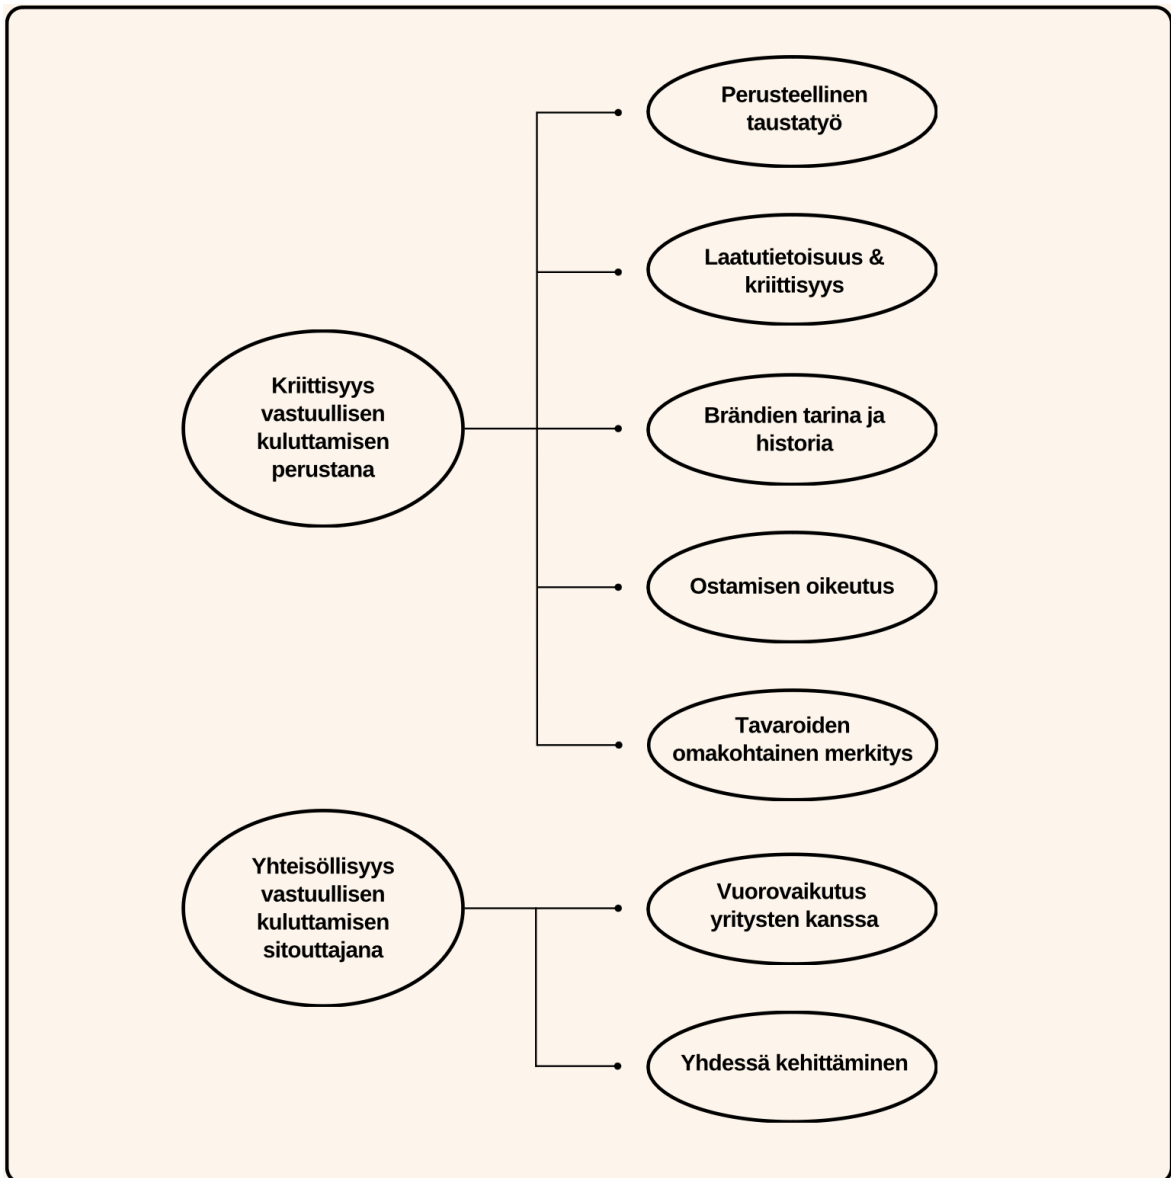 Perusteellinen
taustatyö
Laatutietoisuus &
kriittisyys
Kriittisyys
vastuullisen
kuluttamisen
perustana
Brändien tarina ja
historia
Ostamisen oikeutus
Tavaroiden
omakohtainen merkitys
Yhteisöllisyys
vastuullisen
kuluttamisen
sitouttajana
Vuorovaikutus
yritysten kanssa
Yhdessä kehittäminen